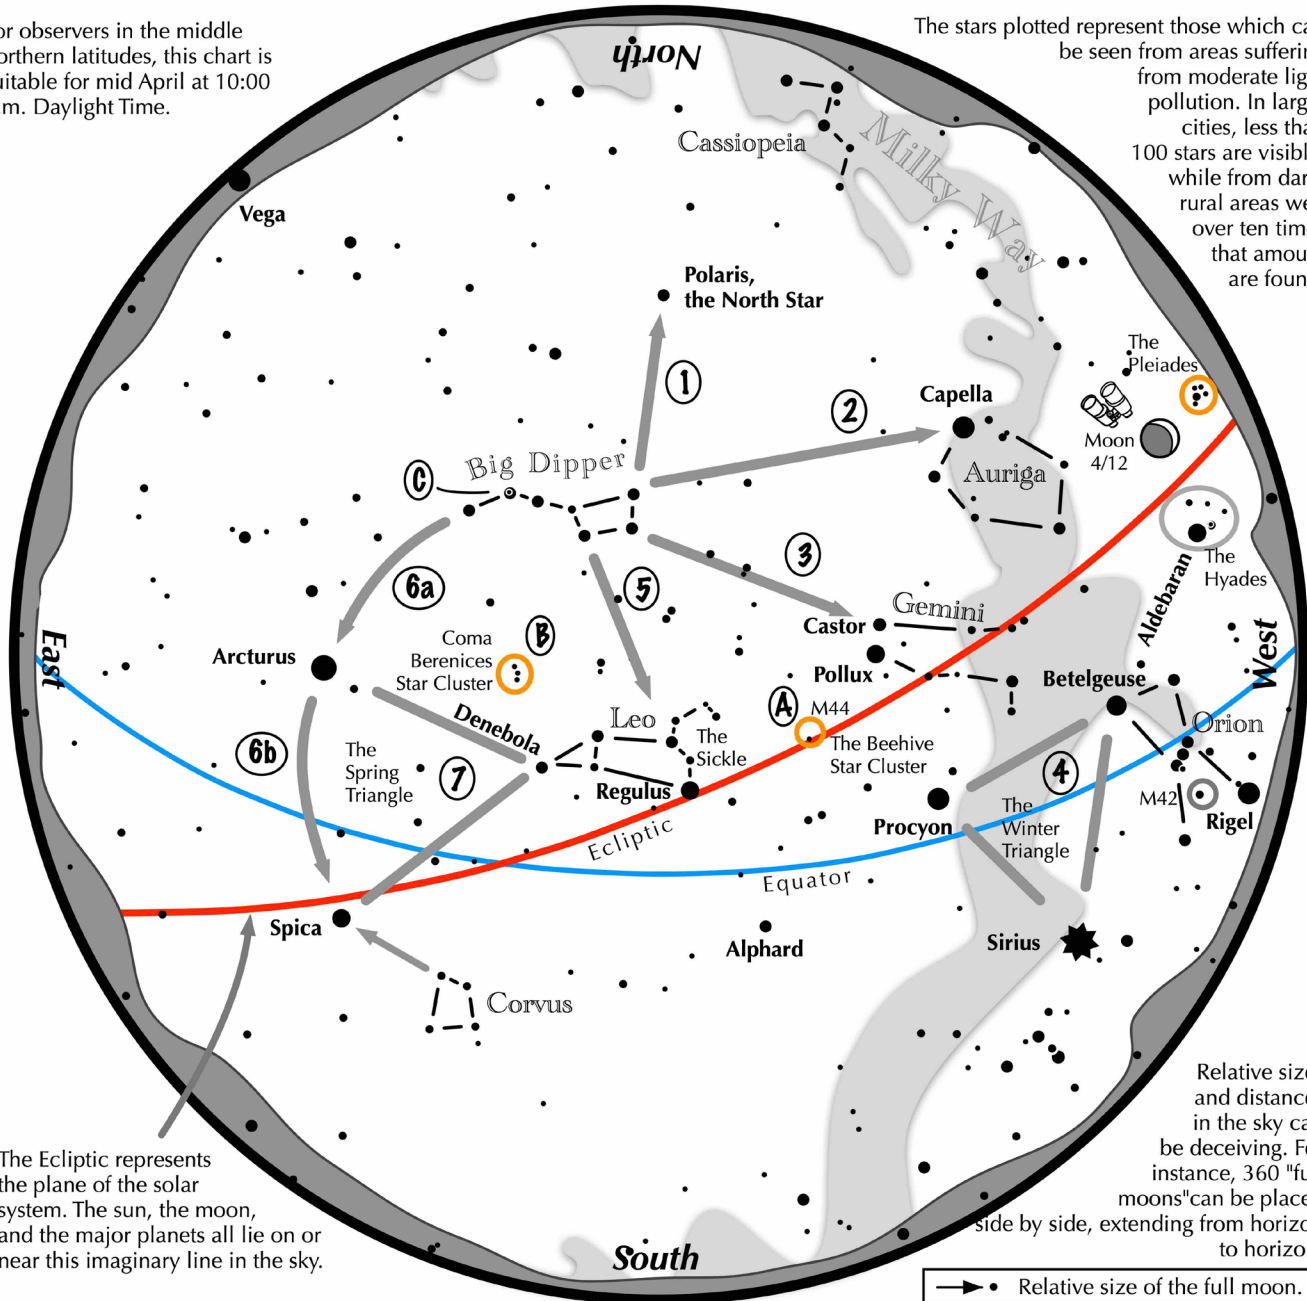 or observers in the middle
orthern latitudes, this chart is
uitable for mid April at 10:00
.m. Daylight Time.
The stars plotted represent those which ca
be seen from areas sufferin
from moderate lig
pollution. In larg
cities, less tha
100 stars are visibl
while from dar
rural areas we
over ten tim
that amou
are foun
North
Cassiopeia
Milky Way
Vega
Polaris,
the North Star
1
2
The
Pleiades
Capella
Moon
4/12
Big Dipper
C
Auriga
3
5
6a
The
Hyades
Aldebaran
Gemini
Castor
Pollux
B
Coma
Berenices
Star Cluster
East
West
Arcturus
Betelgeuse
Orion
Denebola
Leo
The
Sickle
A
M44
The Beehive
Star Cluster
6b
The
Spring
Triangle
7
Regulus
4
M42
Rigel
Procyon
The
Winter
Triangle
Ecliptic
Equator
Spica
Alphard
Sirius
Corvus
The Ecliptic represents
the plane of the solar
system. The sun, the moon,
and the major planets all lie on or
near this imaginary line in the sky.
South
Relative size
and distance
in the sky ca
be deceiving. Fo
instance, 360 "fu
moons"can be place
side by side, extending from horizo
to horizo
Relative size of the full moon.